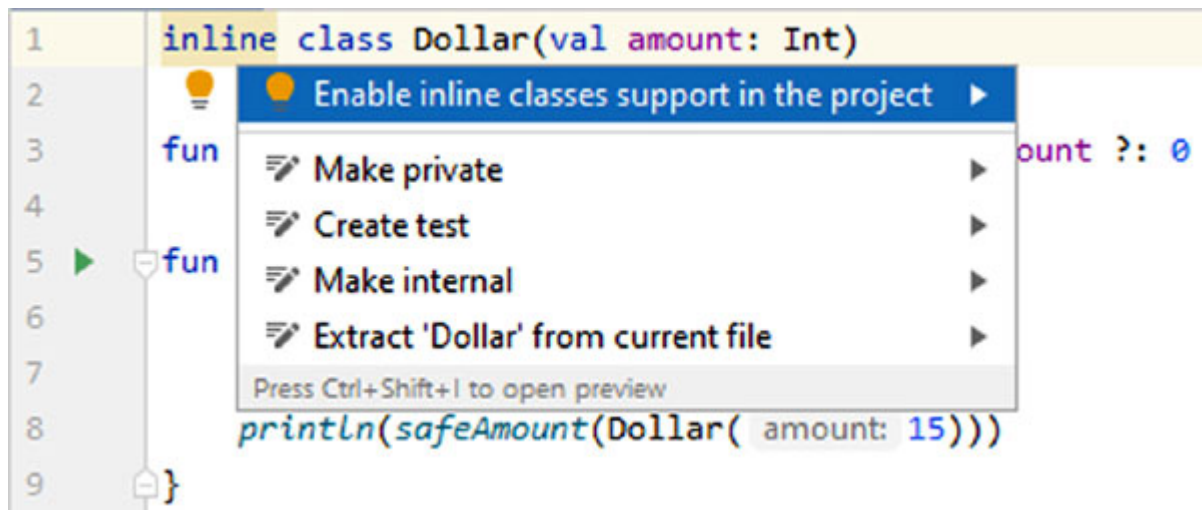 1 inline class Dollar(val amount: Int)
2 Enable inline classes support in the project
3 fun ount ?: 0
Make private
4
Create test
5 fun
Make internal
6
Extract 'Dollar' from current file
7
Press Ctrl+Shift+I to open preview
8 println(safeAmount(Dollar( amount: 15)))
9 }